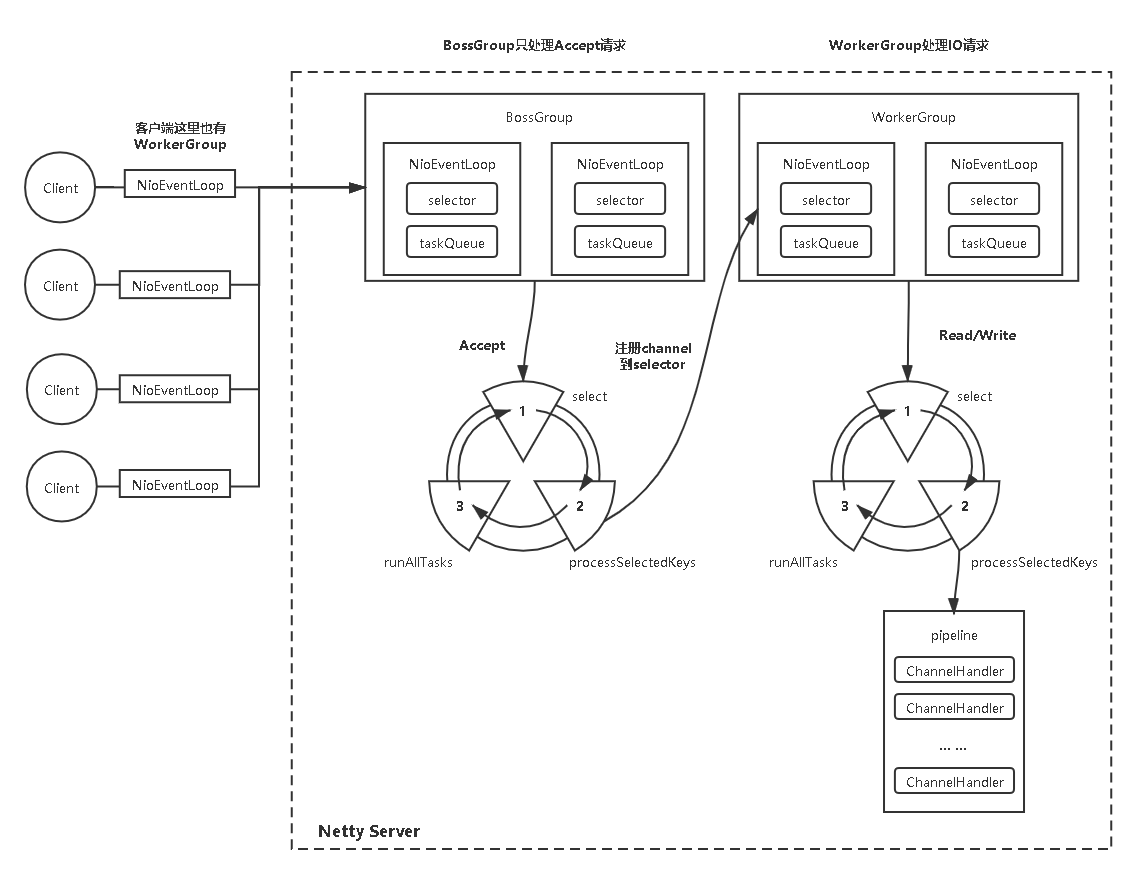 BossGroup只处理Accept请求
WorkerGroup处理IO请求
客户端这里也有
WorkerGroup
Client
NioEventLoop
Client
NioEventLoop
Client
NioEventLoop
Client
NioEventLoop
BossGroup
NioEventLoop
selector
taskQueue
NioEventLoop
selector
taskQueue
WorkerGroup
NioEventLoop
selector
taskQueue
NioEventLoop
selector
taskQueue
Accept
注册channel
到selector
Read/Write
1
select
2
processSelectedKeys
3
runAllTasks
1
select
2
processSelectedKeys
3
runAllTasks
pipeline
ChannelHandler
ChannelHandler
... ...
ChannelHandler
Netty Server